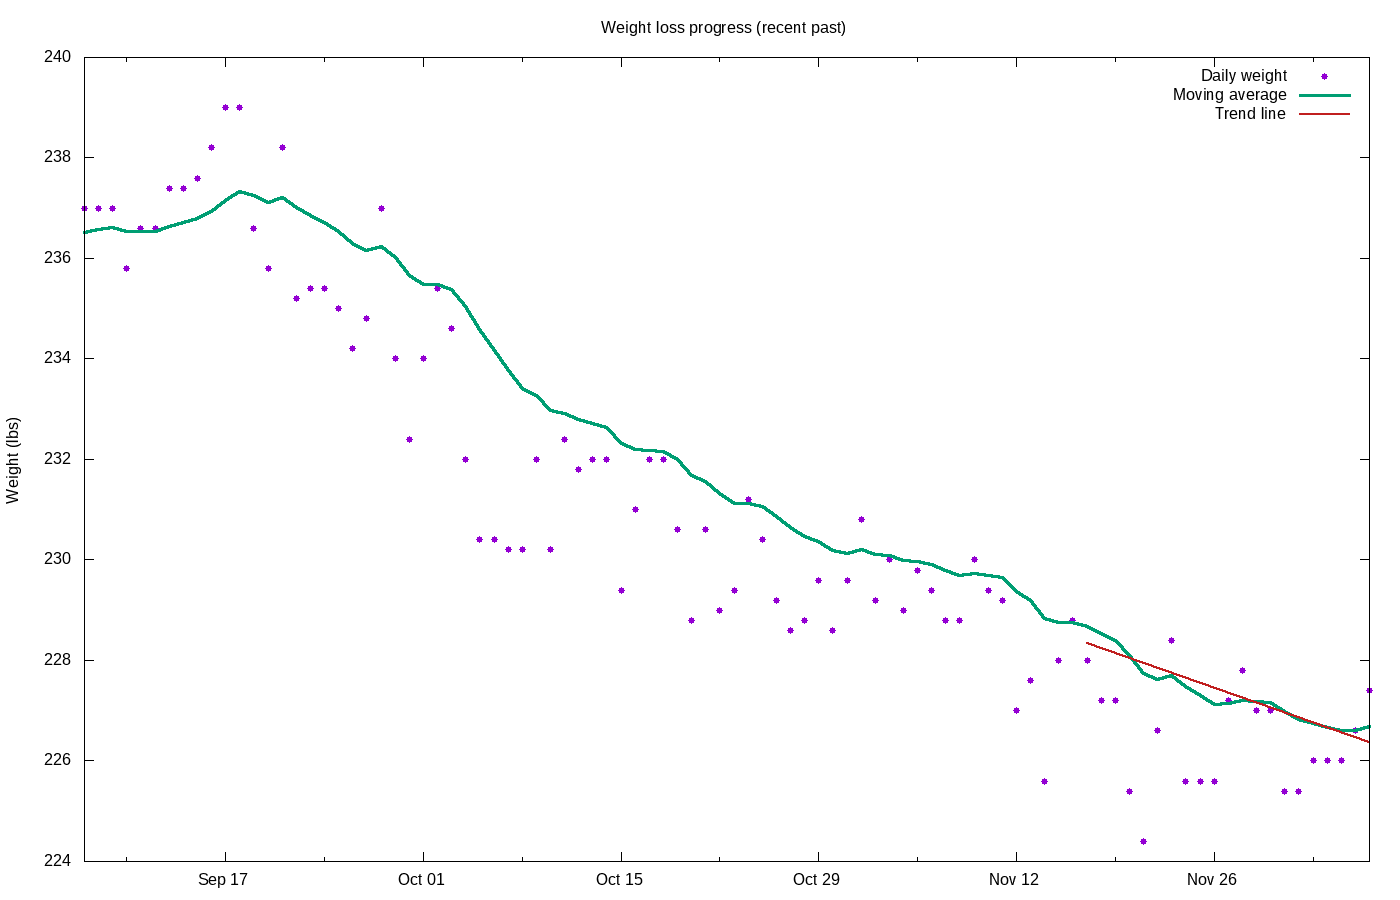 Weight loss progress (recent past)
240
238
236
234
232
230
228
226
224
Weight (lbs)
Daily weight
Moving average
Trend line
Sep 17
Oct 01
Oct 15
Oct 29
Nov 12
Nov 26